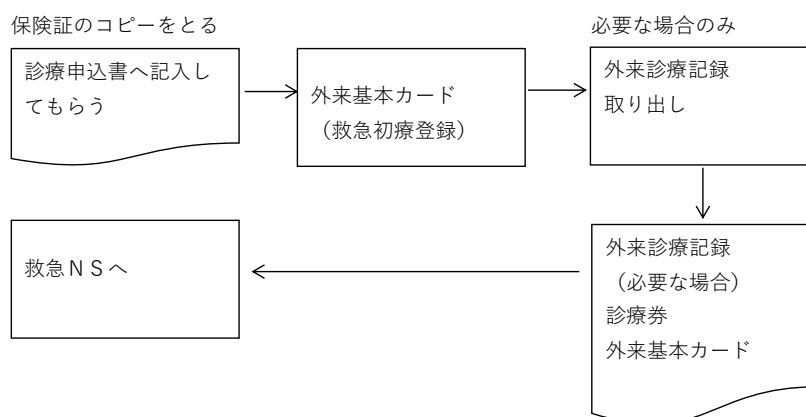 保険証のコピーをとる
必要な場合のみ
診療申込書へ記入し
てもらう
外来基本カード
（救急初療登録）
外来診療記録
取り出し
外来診療記録
（必要な場合）
診療券
外来基本カード
救急ＮＳへ